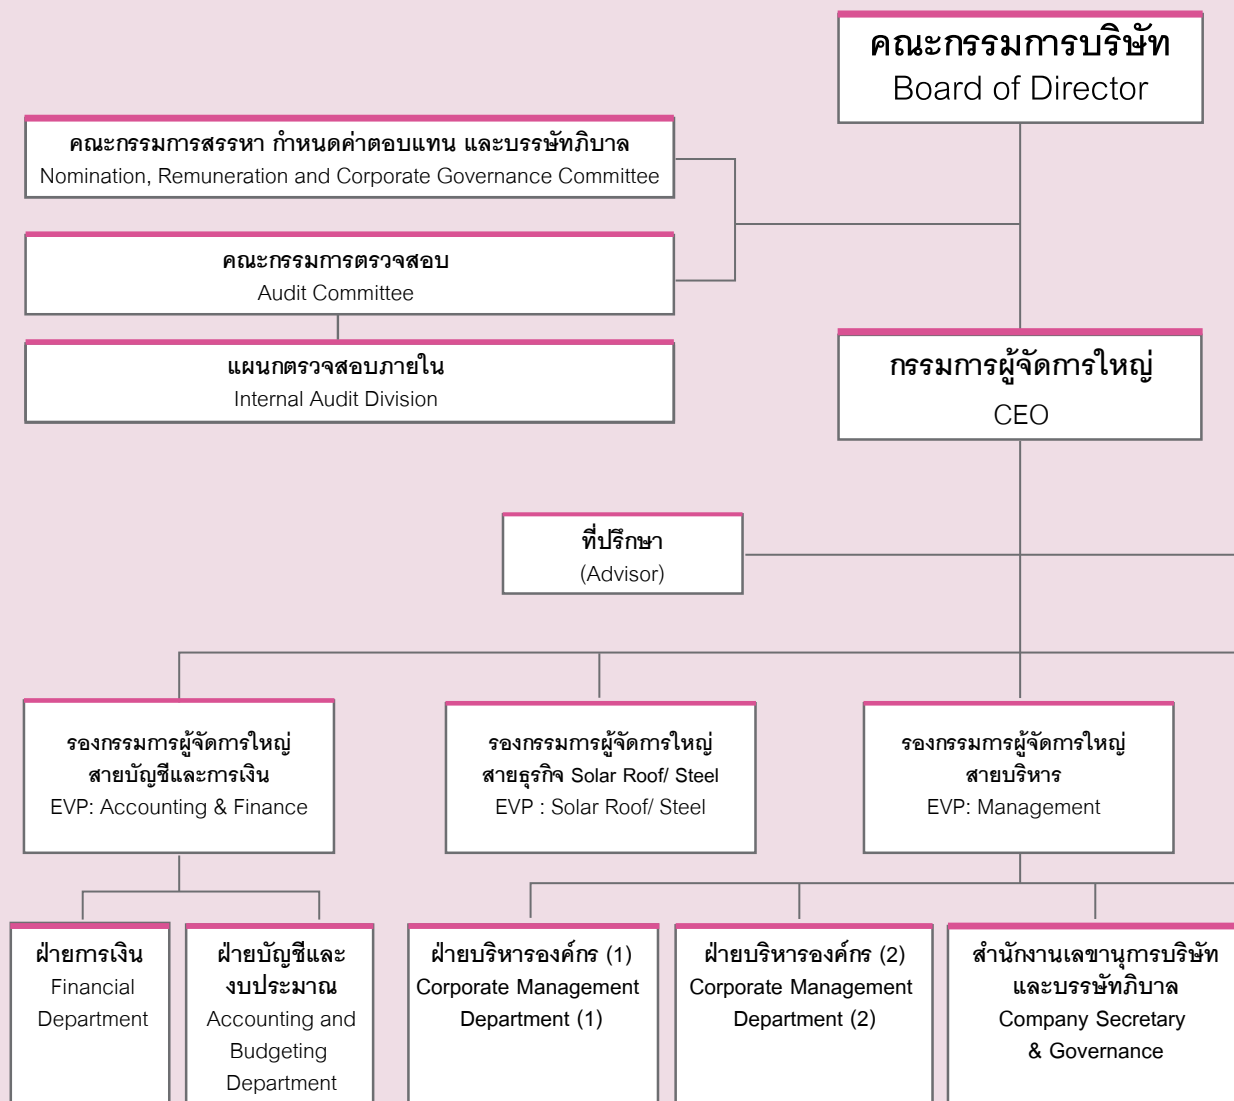 คณะกรรมการบริษัท
Board of Director
คณะกรรมการสรรหา กำหนดค่าตอบแทน และบรรษัทภิบาล
Nomination, Remuneration and Corporate Governance Committee
คณะกรรมการตรวจสอบ
Audit Committee
แผนกตรวจสอบภายใน
Internal Audit Division
กรรมการผู้จัดการใหญ่
CEO
ที่ปรึกษา
(Advisor)
รองกรรมการผู้จัดการใหญ่
สายบัญชีและการเงิน
EVP: Accounting & Finance
รองกรรมการผู้จัดการใหญ่
สายธุรกิจ Solar Roof/ Steel
EVP : Solar Roof/ Steel
รองกรรมการผู้จัดการใหญ่
สายบริหาร
EVP: Management
ฝ่ายการเงิน
Financial
Department
ฝ่ายบัญชีและ
งบประมาณ
Accounting and
Budgeting
Department
ฝ่ายบริหารองค์กร (1)
Corporate Management
Department (1)
ฝ่ายบริหารองค์กร (2)
Corporate Management
Department (2)
สำนักงานเลขานุการบริษัท
และบรรษัทภิบาล
Company Secretary
& Governance